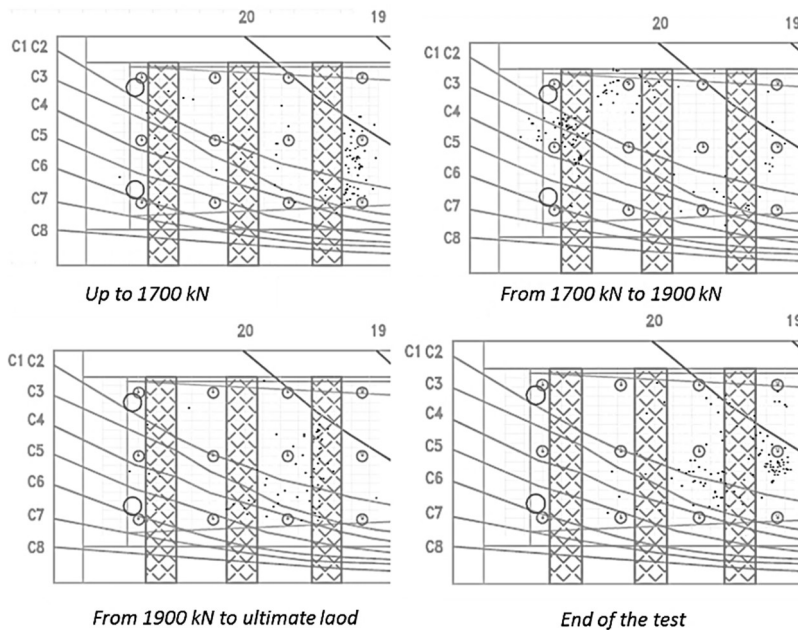 20 19
C1 C2
C3
C4
C5
C6
C7
C8
Up to 1700 kN
20 19
C1 C2
C3
C4
C5
C6
C7
C8
From 1700 kN to 1900 kN
20 19
C1 C2
C3
C4
C5
C6
C7
C8
From 1900 kN to ultimate laod
20 19
C1 C2
C3
C4
C5
C6
C7
C8
End of the test